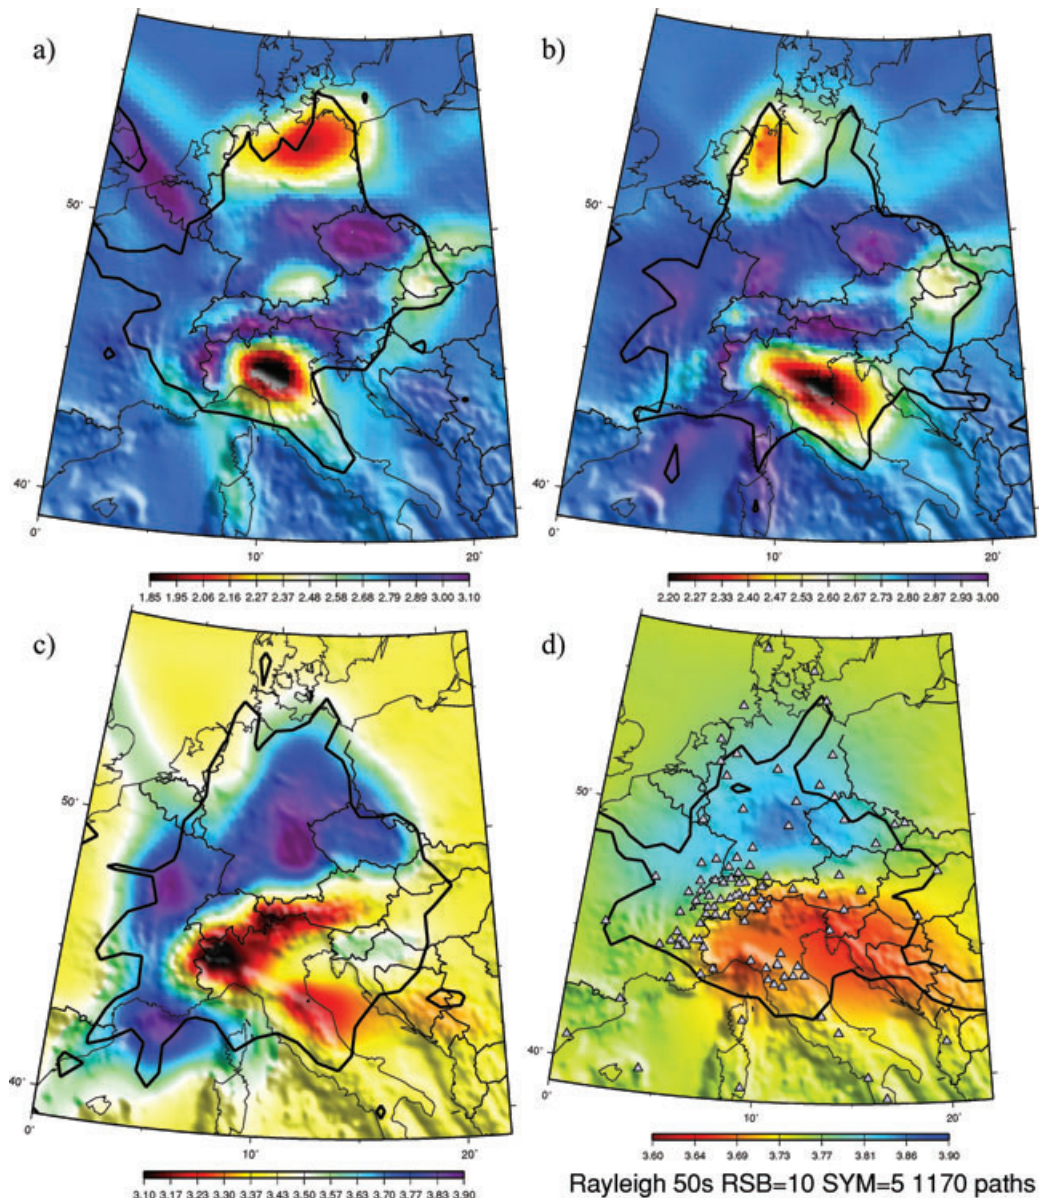 a)
b)
50˚
50˚
40˚
40˚
0˚
10˚
20˚
0˚
10˚
20˚
1.85 1.95 2.06 2.16 2.27 2.37 2.48 2.58 2.68 2.79 2.89 3.00 3.10
2.20 2.27 2.33 2.40 2.47 2.53 2.60 2.67 2.73 2.80 2.87 2.93 3.00
c)
d)
50˚
50˚
40˚
40˚
0˚
10˚
20˚
0˚
10˚
20˚
3.10 3.17 3.23 3.30 3.37 3.43 3.50 3.57 3.63 3.70 3.77 3.83 3.90
3.60 3.64 3.69 3.73 3.77 3.81 3.86 3.90
Rayleigh 50s RSB=10 SYM=5 1170 paths